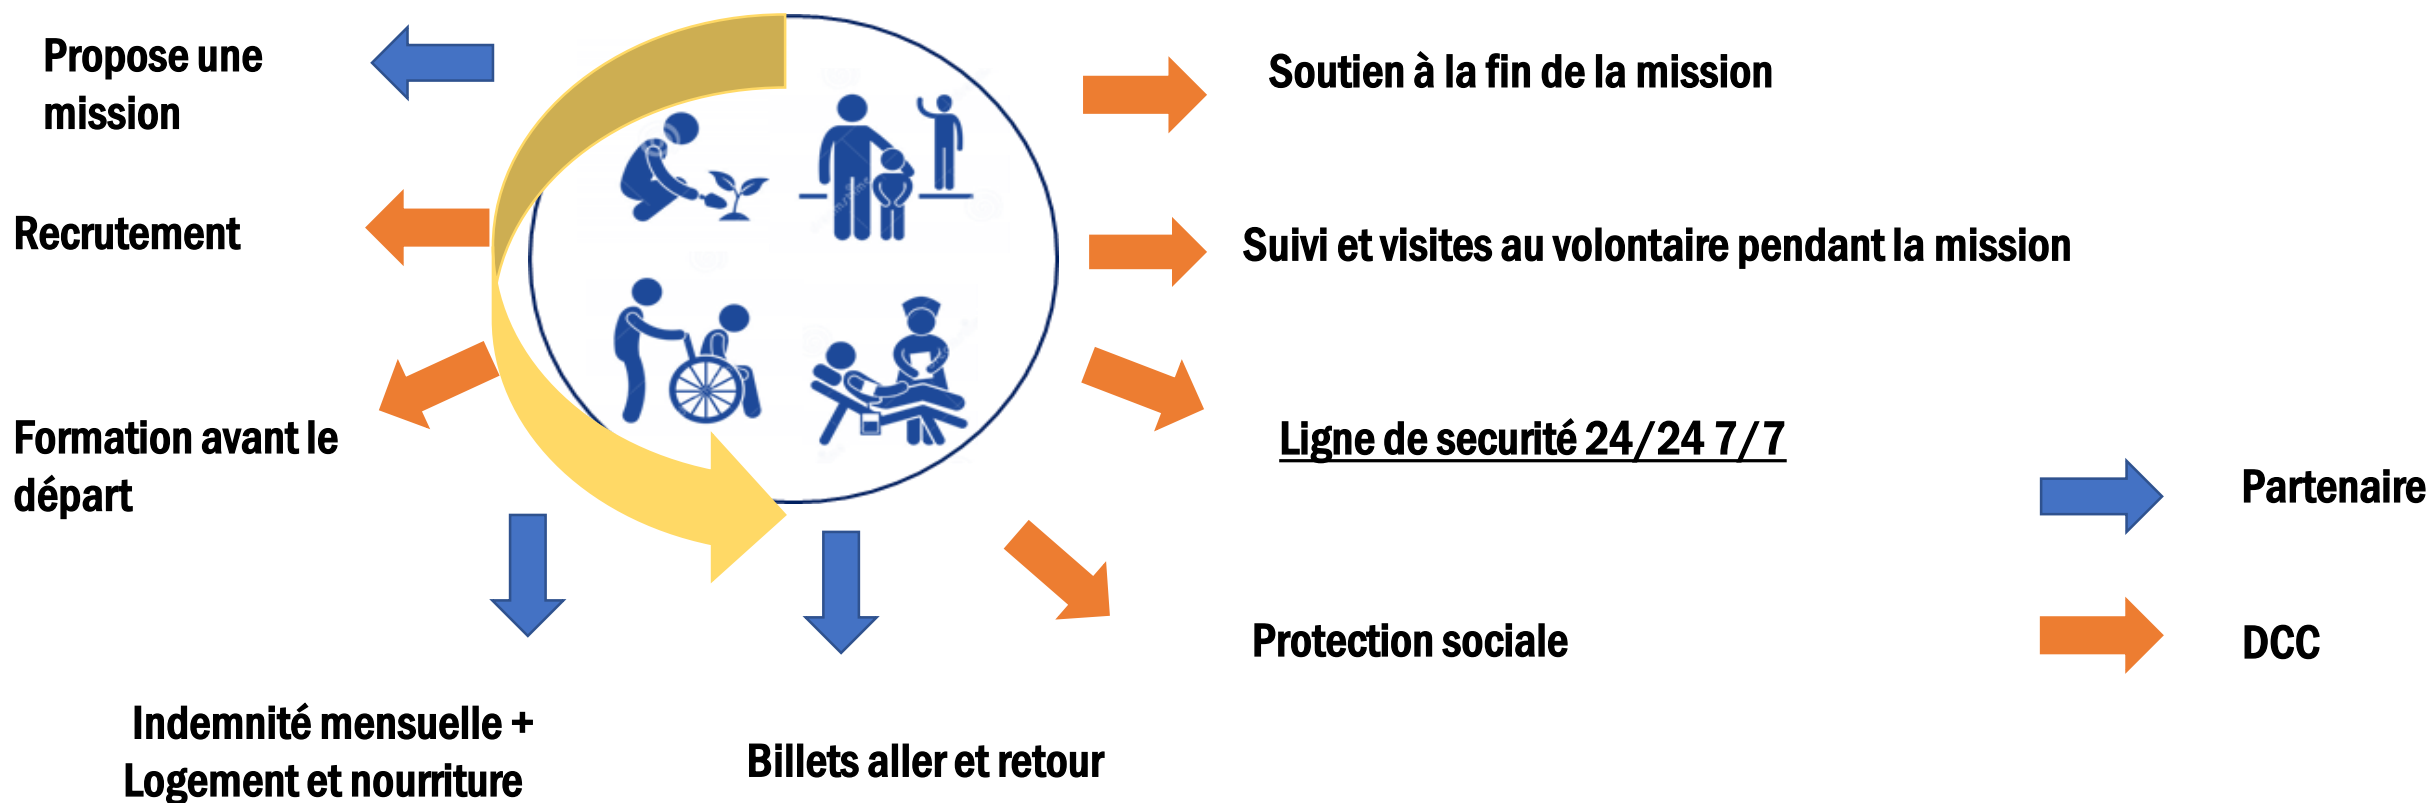 Propose une
mission
Recrutement
Formation avant le
départ
Indemnité mensuelle +
Logement et nourriture
Billets aller et retour
Soutien à la fin de la mission
Suivi et visites au volontaire pendant la mission
Ligne de securité 24/24 7/7
Protection sociale
Partenaire
DCC